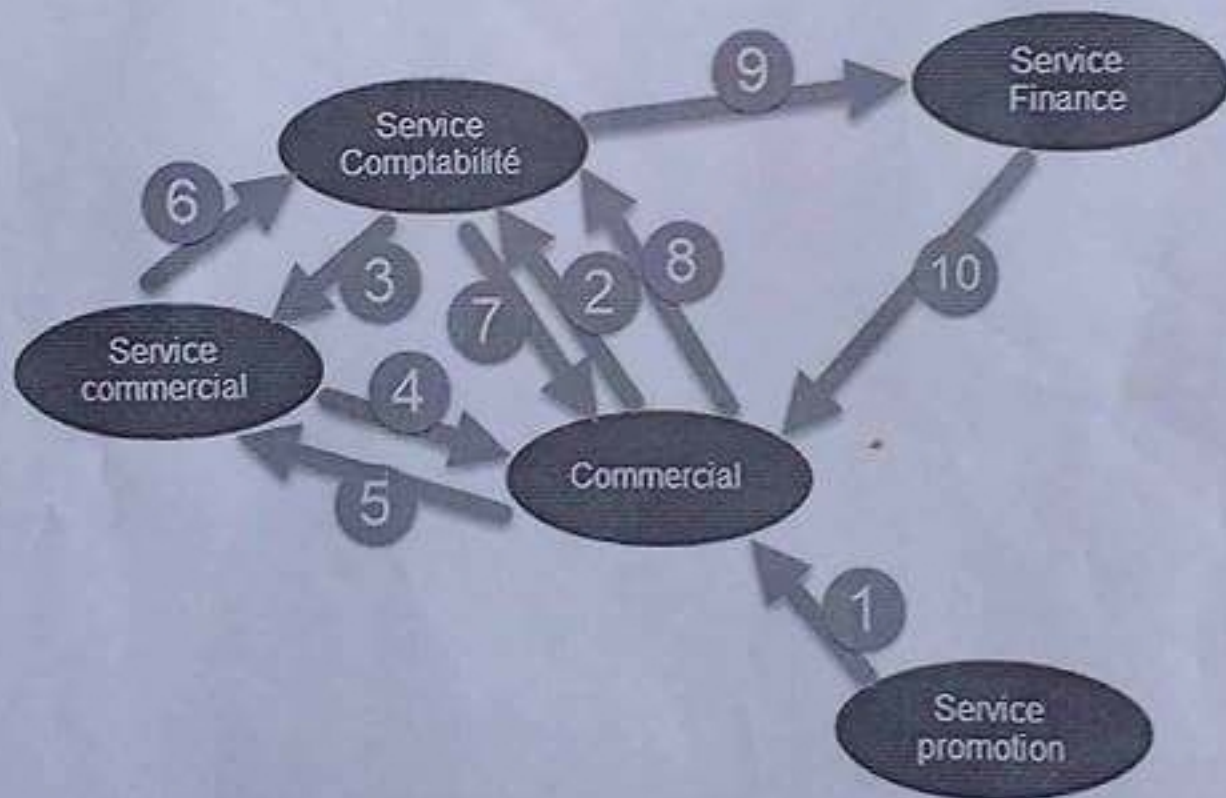 9
Service
Finance
Service
Comptabilité
6
3
7
2
8
10
Service
commercial
4
Commercial
5
1
Service
promotion